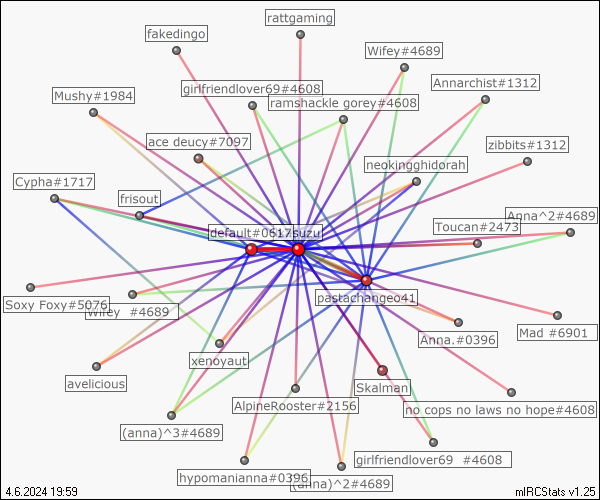 rattgaming
fakedingo
Wifey#4689
Annarchist#1312
girlfriendlover69#4608
Mushy#1984
ramshackle gorey#4608
ace deucy#7097
zibbits#1312
neokingghidorah
Cypha#1717
frisout
Anna^2#4689
Toucan#2473
default#0617
suzu
pastachangeo41
Soxy Foxy#5076
Wifey #4689
Mad #6901
Anna.#0396
xenoyaut
avelicious
Skalman
AlpineRooster#2156
no cops no laws no hope#4608
(anna)^3#4689
girlfriendlover69 #4608
hypomanianna#0396
(anna)^2#4689
4.6.2024 19:59
mIRCStats v1.25